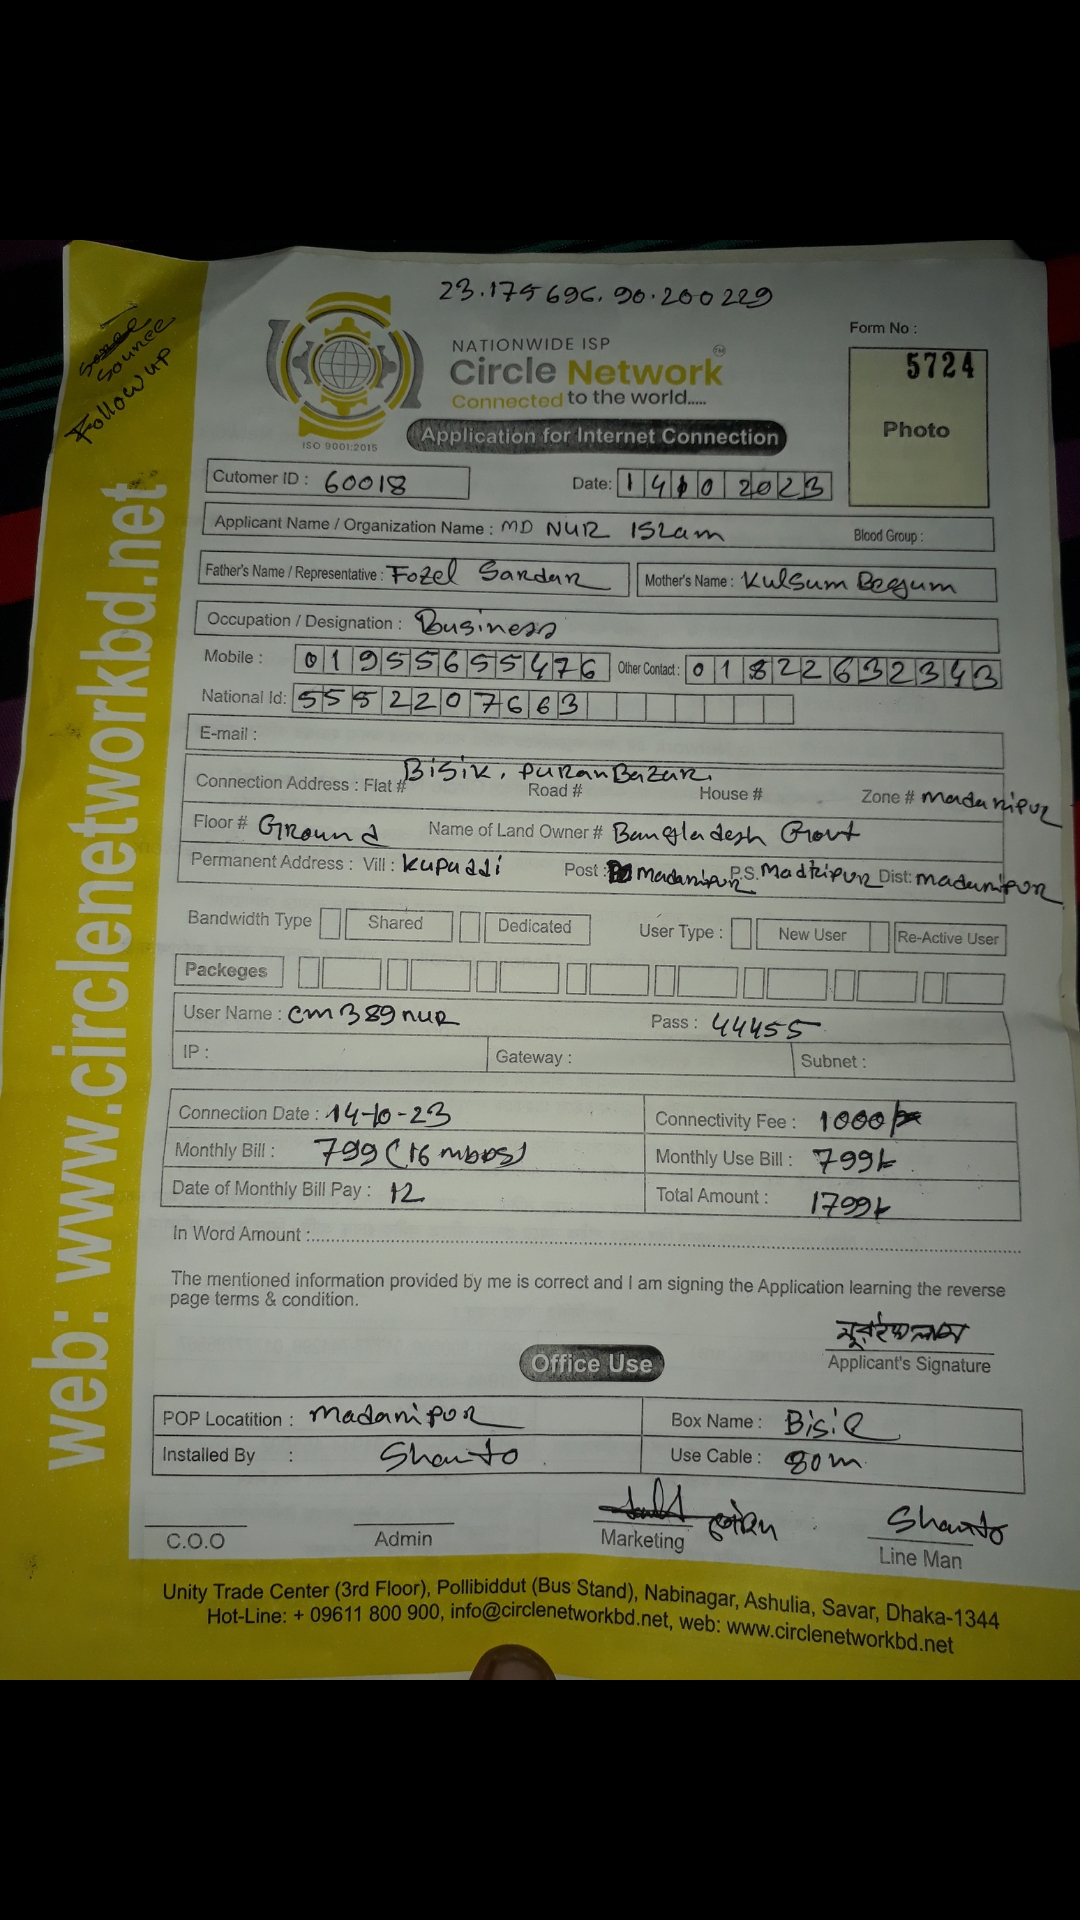 23.175696, 90.200229
Source
Follow up
NATIONWIDE ISP
Circle Network™
Connected to the world.....
ISO 9001:2015
Application for Internet Connection
Form No :
5724
Photo
Cutomer ID : 60018
Date: 14 10 2023
Applicant Name / Organization Name : MD NUR ISLam
Blood Group :
Father's Name / Representative : Fozel Sardar
Mother's Name : Kulsum Begum
Occupation / Designation : Business
Mobile : 01955655476 Other Contact : 01822632343
National Id: 5552207663
E-mail :
Bisik, PuranBazar,
Connection Address : Flat # Road # House # Zone # madaripur
Floor # Ground Name of Land Owner # Bangladesh Govt
Permanent Address : Vill : Kupaddi Post : madaripur P.S. Madripur Dist: madaripur
Bandwidth Type Shared Dedicated User Type : New User Re-Active User
Packeges
User Name : cm389nur Pass : 44455
IP : Gateway : Subnet :
Connection Date : 14-10-23 Connectivity Fee : 1000/-
Monthly Bill : 799 (16 mbps) Monthly Use Bill : 799/-
Date of Monthly Bill Pay : 12 Total Amount : 1799/-
In Word Amount :
The mentioned information provided by me is correct and I am signing the Application learning the reverse
page terms & condition.
নুরইসলাম
Applicant's Signature
Office Use
POP Locatition : Madaripur Box Name : Bisik
Installed By : Shanto Use Cable : 80m
Shanto
C.O.O Admin Marketing Line Man
Unity Trade Center (3rd Floor), Pollibiddut (Bus Stand), Nabinagar, Ashulia, Savar, Dhaka-1344
Hot-Line: + 09611 800 900, info@circlenetworkbd.net, web: www.circlenetworkbd.net
web: www.circlenetworkbd.net